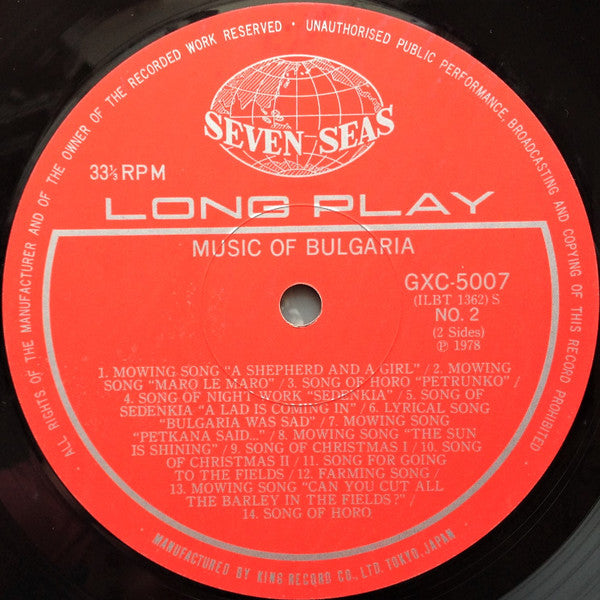 ALL RIGHTS OF THE MANUFACTURER AND OF THE OWNER OF THE RECORDED WORK RESERVED • UNAUTHORISED PUBLIC PERFORMANCE, BROADCASTING AND COPYING OF THIS RECORD PROHIBITED
SEVEN SEAS
33⅓ RPM
LONG PLAY
MUSIC OF BULGARIA
GXC-5007
(ILBT 1362) S
NO. 2
(2 Sides)
Ⓟ 1978
1. MOWING SONG "A SHEPHERD AND A GIRL" / 2. MOWING
SONG "MARO LE MARO" / 3. SONG OF HORO "PETRUNKO" /
4. SONG OF NIGHT WORK "SEDENKIA" / 5. SONG OF
SEDENKIA "A LAD IS COMING IN" / 6. LYRICAL SONG
"BULGARIA WAS SAD" / 7. MOWING SONG
"PETKANA SAID..." / 8. MOWING SONG "THE SUN
IS SHINING" / 9. SONG OF CHRISTMAS I / 10. SONG
OF CHRISTMAS II / 11. SONG FOR GOING
TO THE FIELDS / 12. FARMING SONG /
13. MOWING SONG "CAN YOU CUT ALL
THE BARLEY IN THE FIELDS?" /
14. SONG OF HORO
MANUFACTURED BY KING RECORD CO., LTD. TOKYO, JAPAN